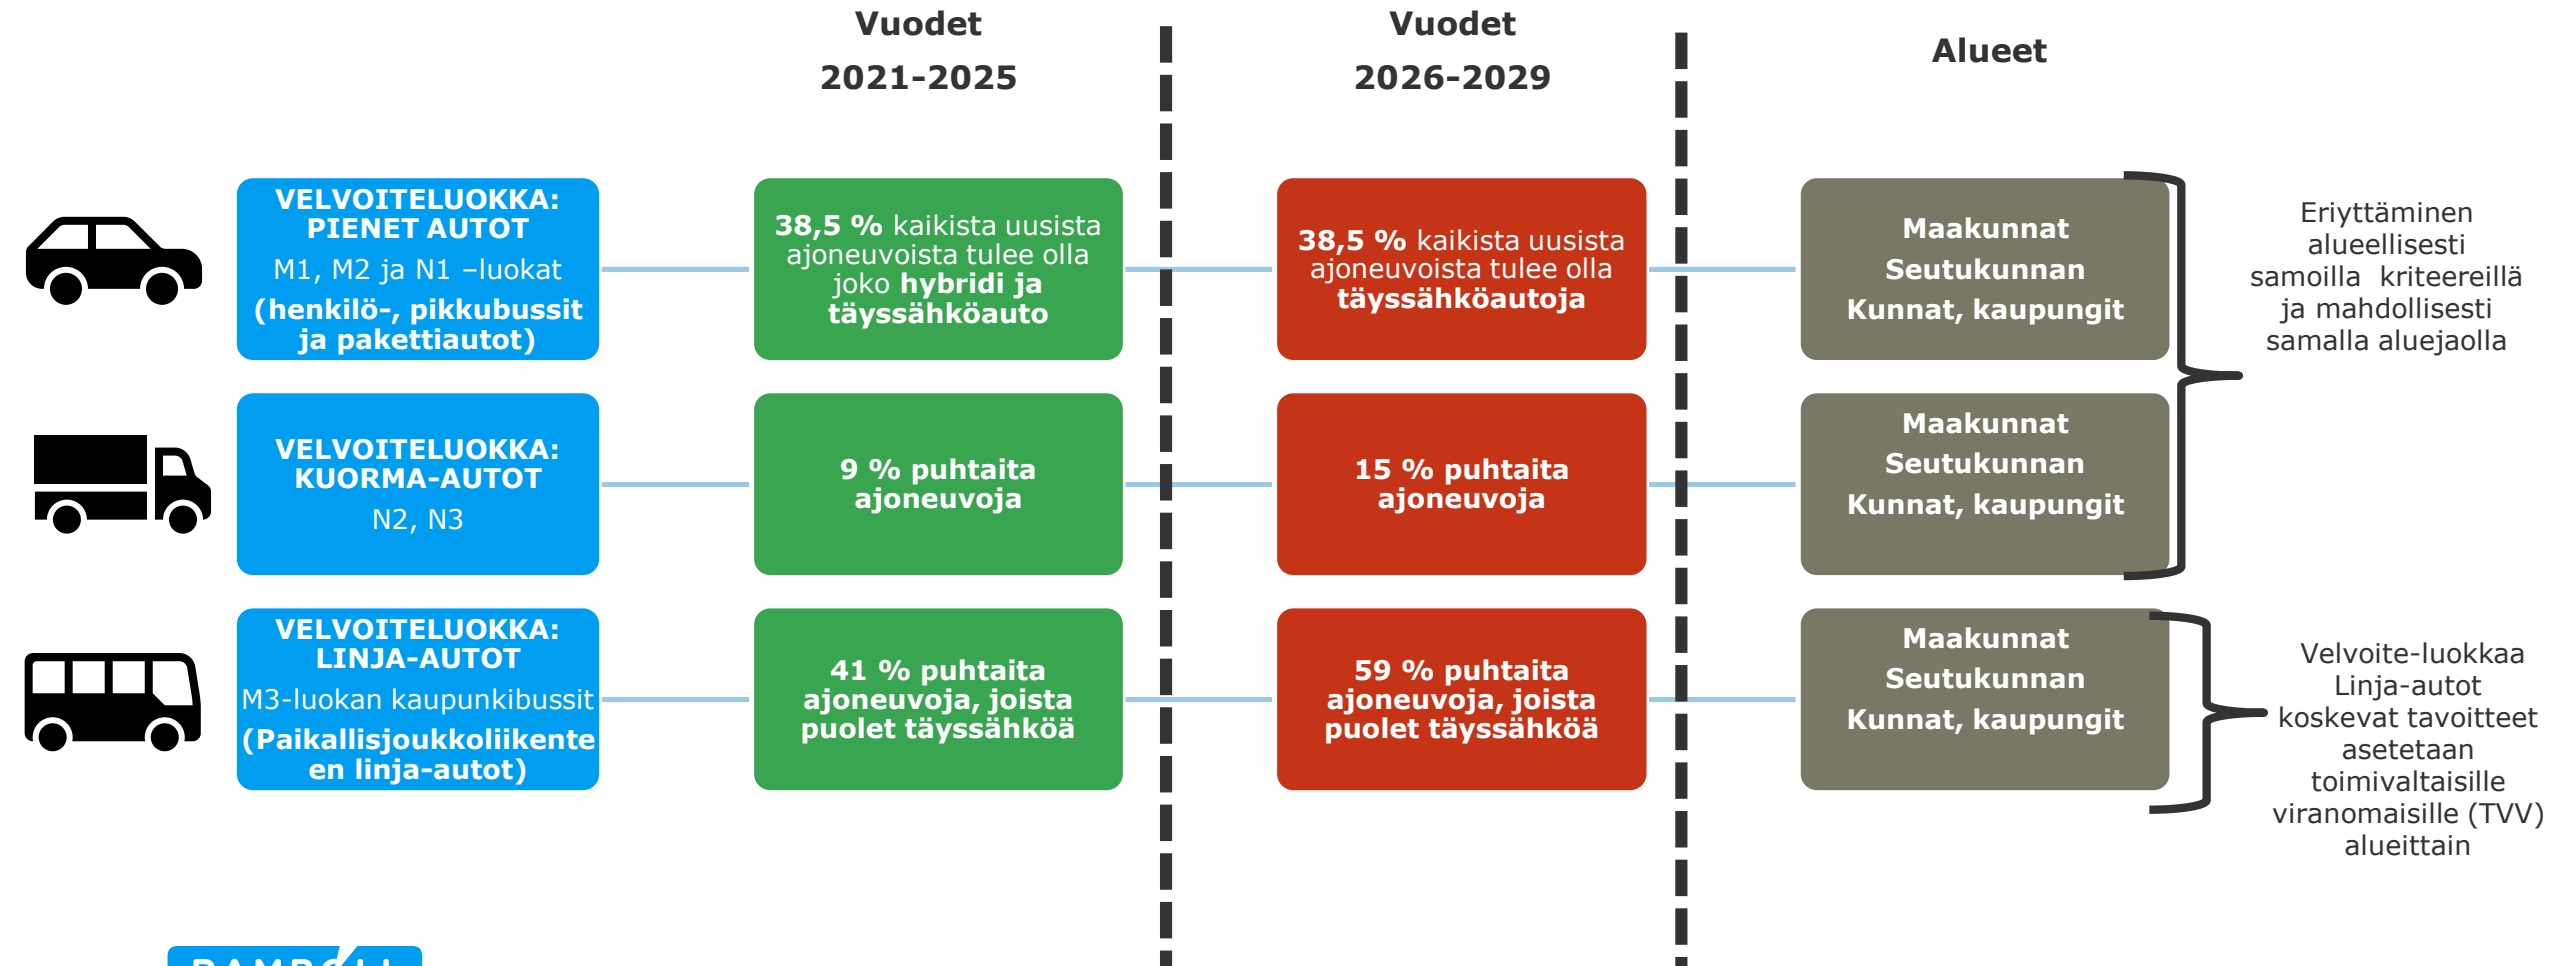 Vuodet
2021-2025
Vuodet
2026-2029
Alueet
VELVOITELUOKKA:
PIENET AUTOT
M1, M2 ja N1 –luokat
(henkilö-, pikkubussit
ja pakettiautot)
38,5 % kaikista uusista
ajoneuvoista tulee olla
joko hybridi ja
täyssähköauto
38,5 % kaikista uusista
ajoneuvoista tulee olla
täyssähköautoja
Maakunnat
Seutukunnan
Kunnat, kaupungit
Eriyttäminen
alueellisesti
samoilla kriteereillä
ja mahdollisesti
samalla aluejaolla
VELVOITELUOKKA:
KUORMA-AUTOT
N2, N3
9 % puhtaita
ajoneuvoja
15 % puhtaita
ajoneuvoja
Maakunnat
Seutukunnan
Kunnat, kaupungit
VELVOITELUOKKA:
LINJA-AUTOT
M3-luokan kaupunkibussit
(Paikallisjoukkoliikente
en linja-autot)
41 % puhtaita
ajoneuvoja, joista
puolet täyssähköä
59 % puhtaita
ajoneuvoja, joista
puolet täyssähköä
Maakunnat
Seutukunnan
Kunnat, kaupungit
Velvoite-luokkaa
Linja-autot
koskevat tavoitteet
asetetaan
toimivaltaisille
viranomaisille (TVV)
alueittain